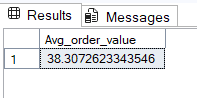 Results Messages
Avg_order_value
1 38.3072623343546